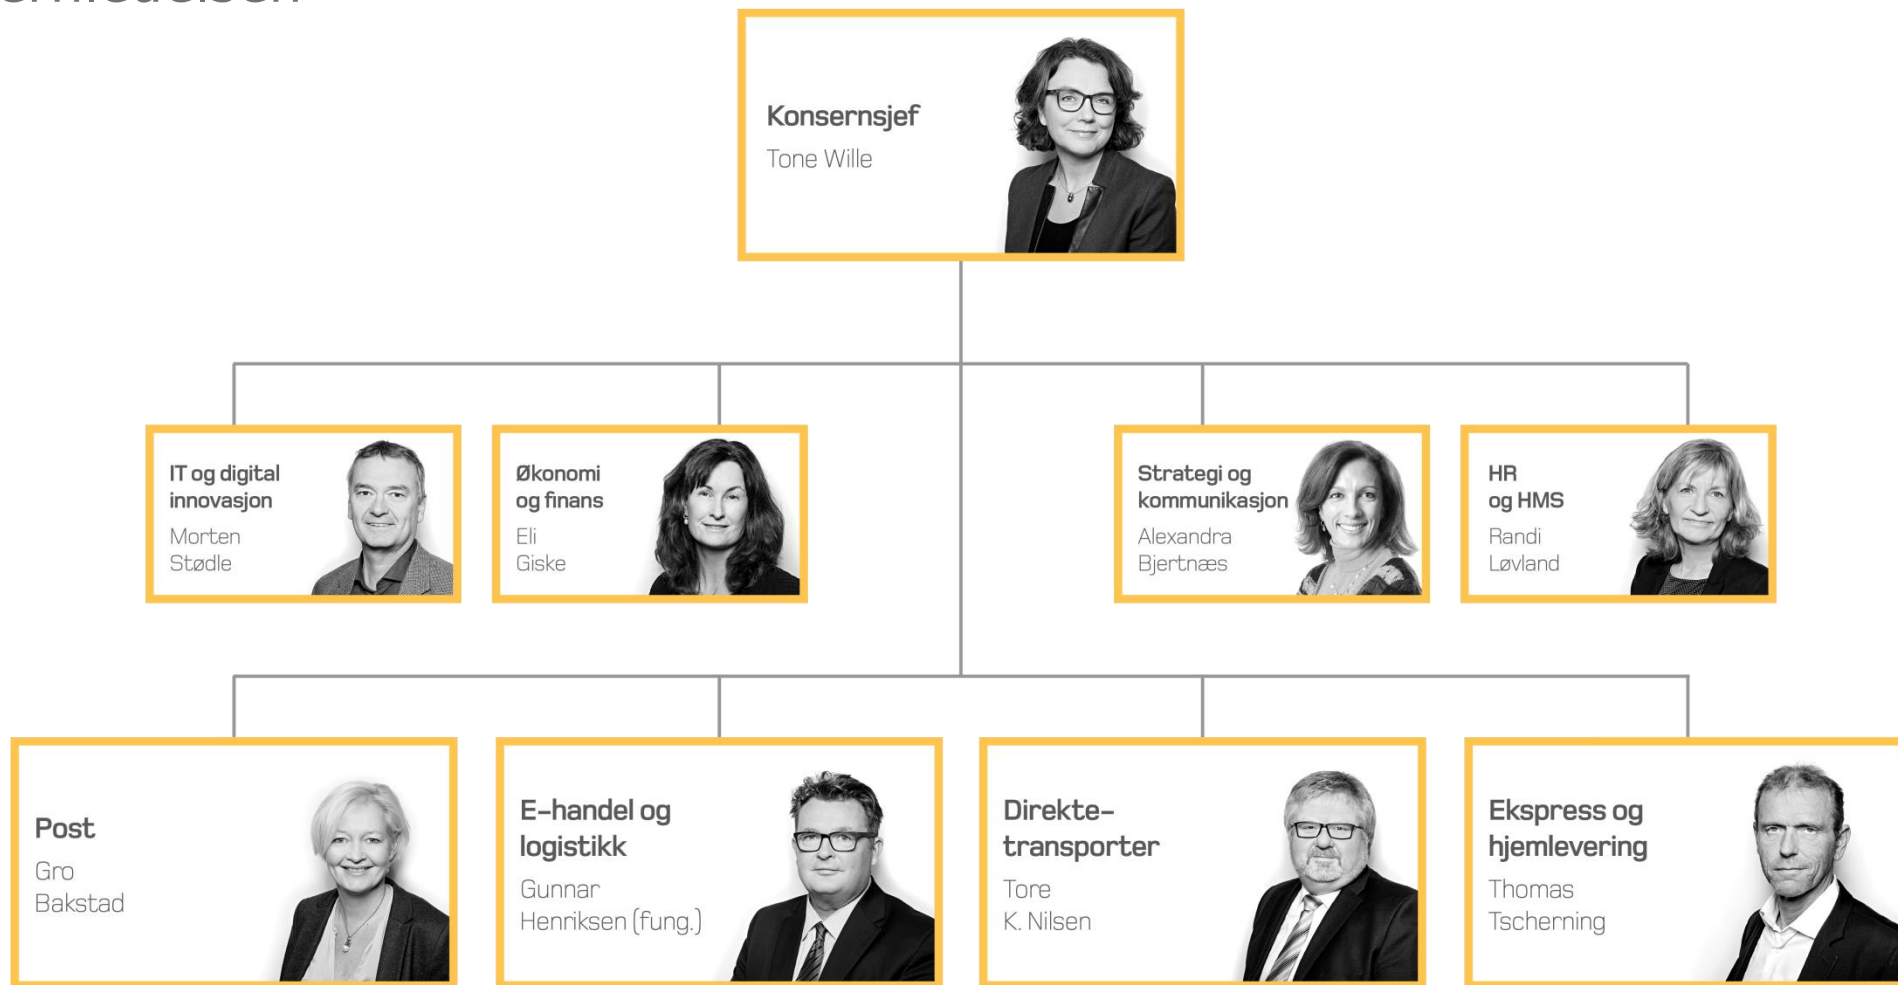 Konsernsjef
Tone Wille
IT og digital
innovasjon
Morten
Stødle
Økonomi
og finans
Eli
Giske
Strategi og
kommunikasjon
Alexandra
Bjertnæs
HR
og HMS
Randi
Løvland
Post
Gro
Bakstad
E-handel og
logistikk
Gunnar
Henriksen (fung.)
Direkte-
transporter
Tore
K. Nilsen
Ekspress og
hjemlevering
Thomas
Tscherning